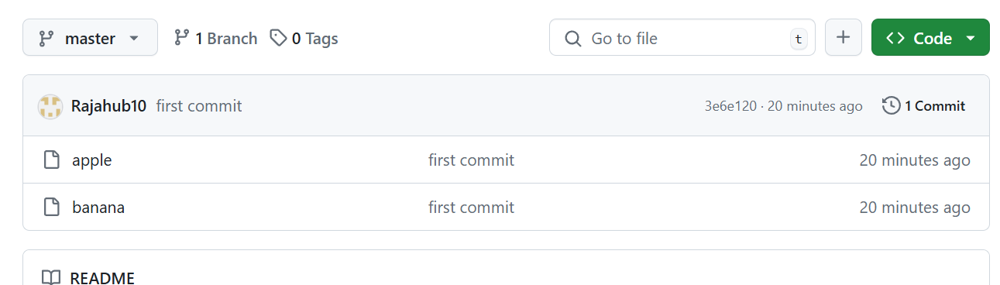 master 1 Branch 0 Tags Go to file t Code
Rajahub10 first commit 3e6e120 · 20 minutes ago 1 Commit
apple first commit 20 minutes ago
banana first commit 20 minutes ago
README